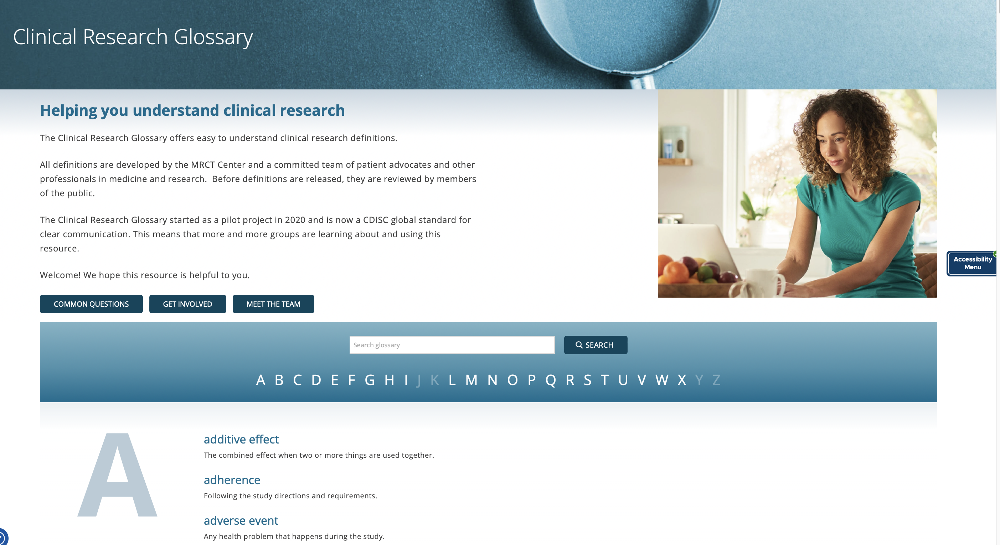 Clinical Research Glossary
Helping you understand clinical research
The Clinical Research Glossary offers easy to understand clinical research definitions.
All definitions are developed by the MRCT Center and a committed team of patient advocates and other
professionals in medicine and research.  Before definitions are released, they are reviewed by members
of the public.
The Clinical Research Glossary started as a pilot project in 2020 and is now a CDISC global standard for
clear communication. This means that more and more groups are learning about and using this
resource.
Welcome! We hope this resource is helpful to you.
Accessibility
Menu
COMMON QUESTIONS GET INVOLVED MEET THE TEAM
Search glossary SEARCH
A B C D E F G H I J K L M N O P Q R S T U V W X Y Z
A
additive effect
The combined effect when two or more things are used together.
adherence
Following the study directions and requirements.
adverse event
Any health problem that happens during the study.